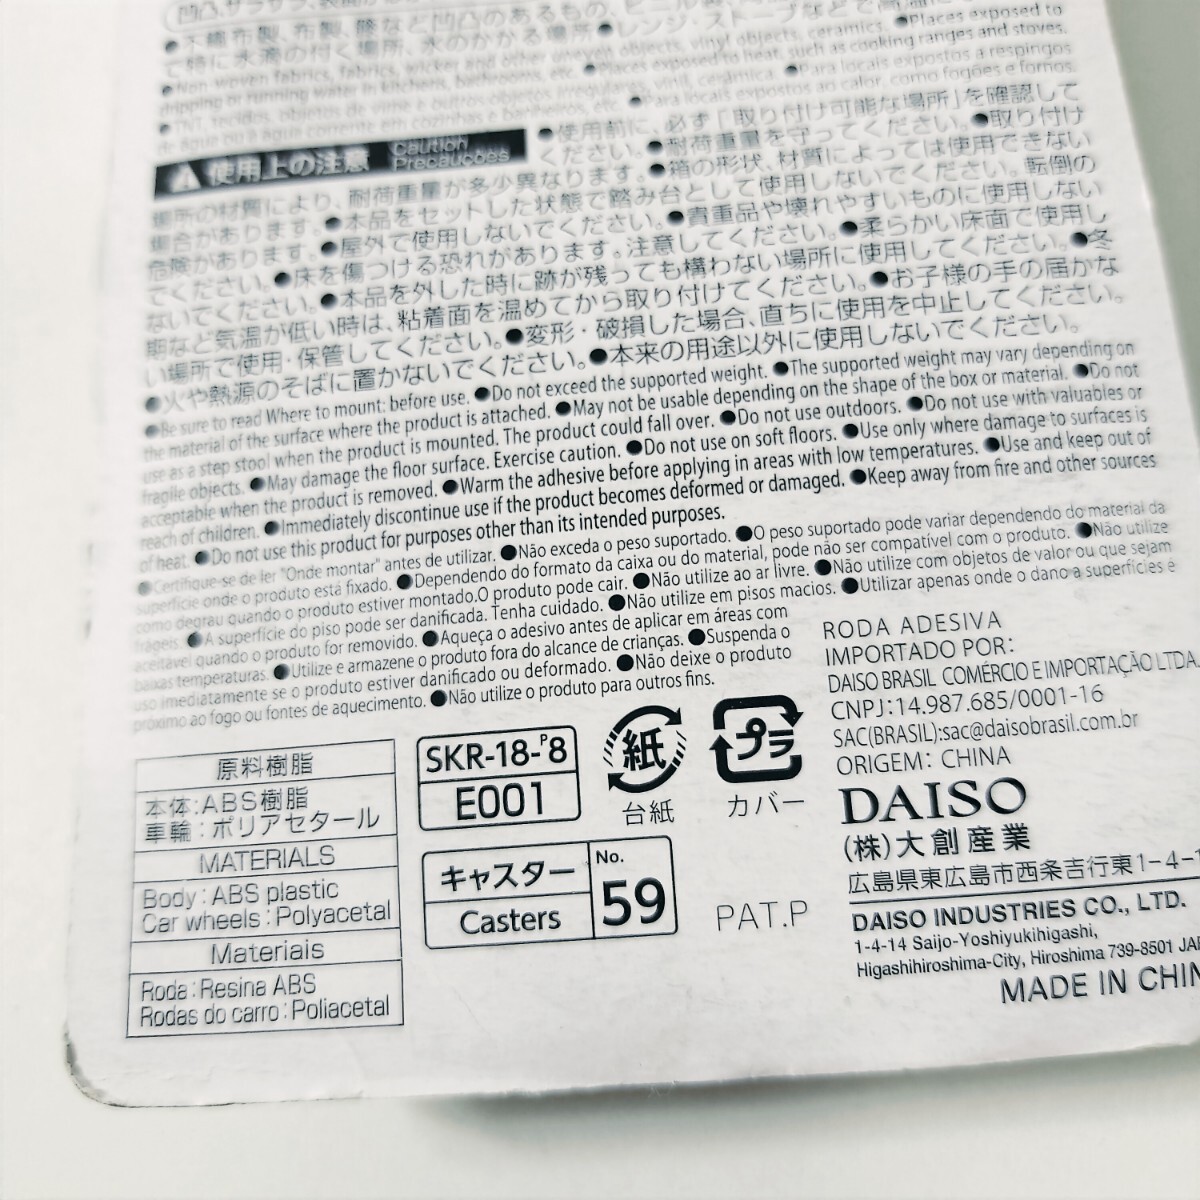 ●不織布製、布製、籐など凹凸のあるもの、ビニール
で特に水滴の付く場所、水のかかる場所●レンジ・ストーブなどで
●Non-woven fabrics, fabrics, wicker and other uneven objects, vinyl objects, ceramics. ●Places exposed to
dripping or running water in kitchens, bathrooms, etc. ●Places exposed to heat, such as cooking ranges and stoves.
●TNT, tecidos, vime e outros objetos irregulares, vinil, cerâmica. ●Para locais expostos a respingos
de água ou à água corrente em cozinhas e banheiros, etc. ●Para locais expostos ao calor, como fogões e fornos.
使用上の注意 Caution Precauções
●使用前に、必ず「取り付け可能な場所」を確認して
ください。●耐荷重量を守ってください。●取り付け
場所の材質により、耐荷重量が多少異なります。●箱の形状、材質によっては使用できない
場合があります。●本品をセットした状態で踏み台として使用しないでください。転倒の
危険があります。●屋外で使用しないでください。●貴重品や壊れやすいものに使用しない
でください。●床を傷つける恐れがあります。注意してください。●柔らかい床面で使用し
ないでください。●本品を外した時に跡が残っても構わない場所に使用してください。●冬
期など気温が低い時は、粘着面を温めてから取り付けてください。●お子様の手の届かな
い場所で使用・保管してください。●変形・破損した場合、直ちに使用を中止してください。
●火や熱源のそばに置かないでください。●本来の用途以外に使用しないでください。
●Be sure to read Where to mount: before use. ●Do not exceed the supported weight. ●The supported weight may vary depending on
the material of the surface where the product is attached. ●May not be usable depending on the shape of the box or material. ●Do not
use as a step stool when the product is mounted. The product could fall over. ●Do not use outdoors. ●Do not use with valuables or
fragile objects. ●May damage the floor surface. Exercise caution. ●Do not use on soft floors. ●Use only where damage to surfaces is
acceptable when the product is removed. ●Warm the adhesive before applying in areas with low temperatures. ●Use and keep out of
reach of children. ●Immediately discontinue use if the product becomes deformed or damaged. ●Keep away from fire and other sources
of heat. ●Do not use this product for purposes other than its intended purposes.
●Certifique-se de ler "Onde montar" antes de utilizar. ●Não exceda o peso suportado. ●O peso suportado pode variar dependendo do material da
superfície onde o produto está fixado. ●Dependendo do formato da caixa ou do material, pode não ser compatível com o produto. ●Não utilize
como degrau quando o produto estiver montado.O produto pode cair. ●Não utilize ao ar livre. ●Não utilize com objetos de valor ou que sejam
frágeis. ●A superfície do piso pode ser danificada. Tenha cuidado. ●Não utilize em pisos macios. ●Utilizar apenas onde o dano a superfícies é
aceitável quando o produto for removido. ●Aqueça o adesivo antes de aplicar em áreas com
baixas temperaturas. ●Utilize e armazene o produto fora do alcance de crianças. ●Suspenda o
uso imediatamente se o produto estiver danificado ou deformado. ●Não deixe o produto
próximo ao fogo ou fontes de aquecimento. ●Não utilize o produto para outros fins.
RODA ADESIVA
IMPORTADO POR:
DAISO BRASIL COMÉRCIO E IMPORTAÇÃO LTDA.
CNPJ:14.987.685/0001-16
SAC(BRASIL):sac@daisobrasil.com.br
ORIGEM: CHINA
原料樹脂
本体:ABS樹脂
車輪:ポリアセタール
MATERIALS
Body:ABS plastic
Car wheels:Polyacetal
Materiais
Roda:Resina ABS
Rodas do carro:Poliacetal
SKR-18-P8
E001
紙
台紙
プラ
カバー
キャスター
Casters
No.
59
PAT.P
DAISO
(株)大創産業
広島県東広島市西条吉行東1-4-1
DAISO INDUSTRIES CO., LTD.
1-4-14 Saijo-Yoshiyukihigashi,
Higashihiroshima-City, Hiroshima 739-8501 JA
MADE IN CHIN